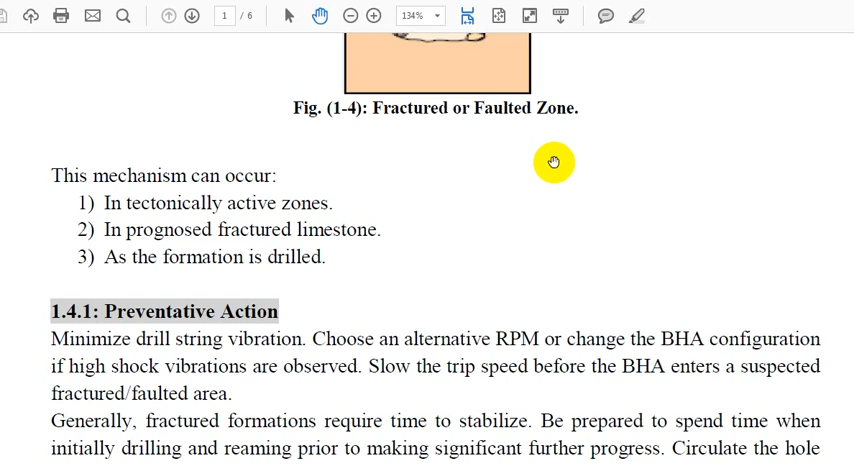 1 / 6
134%
Fig. (1-4): Fractured or Faulted Zone.
This mechanism can occur:
1) In tectonically active zones.
2) In prognosed fractured limestone.
3) As the formation is drilled.
1.4.1: Preventative Action
Minimize drill string vibration. Choose an alternative RPM or change the BHA configuration
if high shock vibrations are observed. Slow the trip speed before the BHA enters a suspected
fractured/faulted area.
Generally, fractured formations require time to stabilize. Be prepared to spend time when
initially drilling and reaming prior to making significant further progress. Circulate the hole